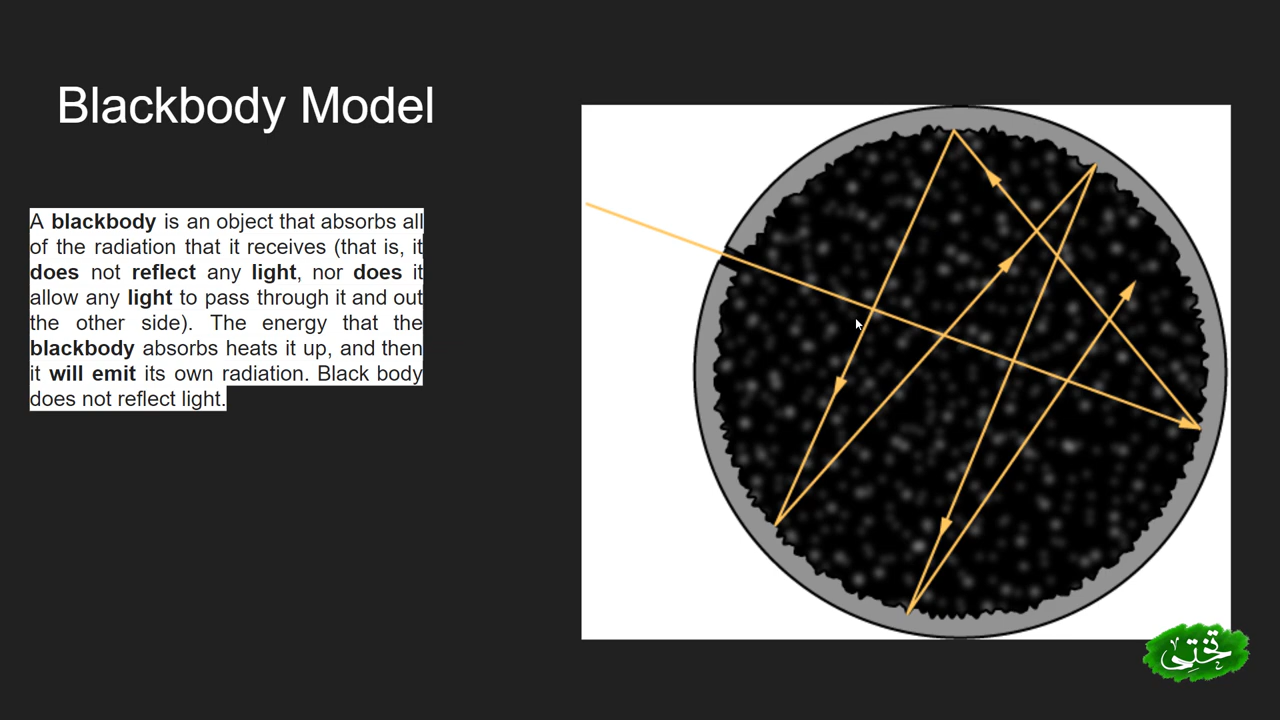 Blackbody Model
A blackbody is an object that absorbs all
of the radiation that it receives (that is, it
does not reflect any light, nor does it
allow any light to pass through it and out
the other side). The energy that the
blackbody absorbs heats it up, and then
it will emit its own radiation. Black body
does not reflect light.
تختی